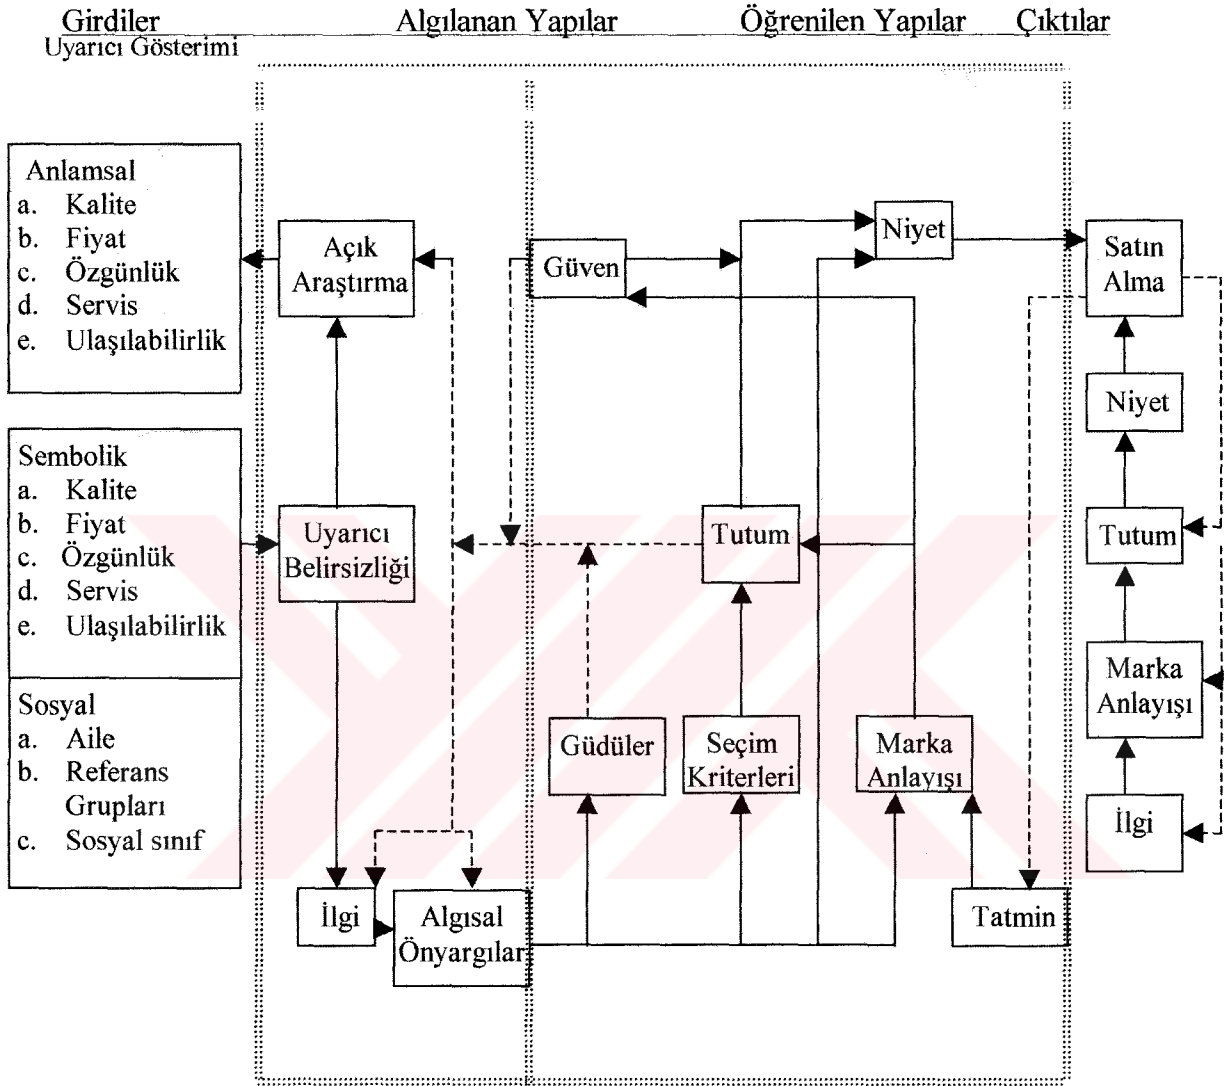 Girdiler Algılanan Yapılar Öğrenilen Yapılar Çıktılar
Uyarıcı Gösterimi
Anlamsal
a. Kalite
b. Fiyat
c. Özgünlük
d. Servis
e. Ulaşılabilirlik
Sembolik
a. Kalite
b. Fiyat
c. Özgünlük
d. Servis
e. Ulaşılabilirlik
Sosyal
a. Aile
b. Referans
Grupları
c. Sosyal sınıf
Açık
Araştırma
Uyarıcı
Belirsizliği
İlgi
Algısal
Önyargılar
Güven
Güdüler
Tutum
Seçim
Kriterleri
Niyet
Marka
Anlayışı
Tatmin
Satın
Alma
Niyet
Tutum
Marka
Anlayışı
İlgi